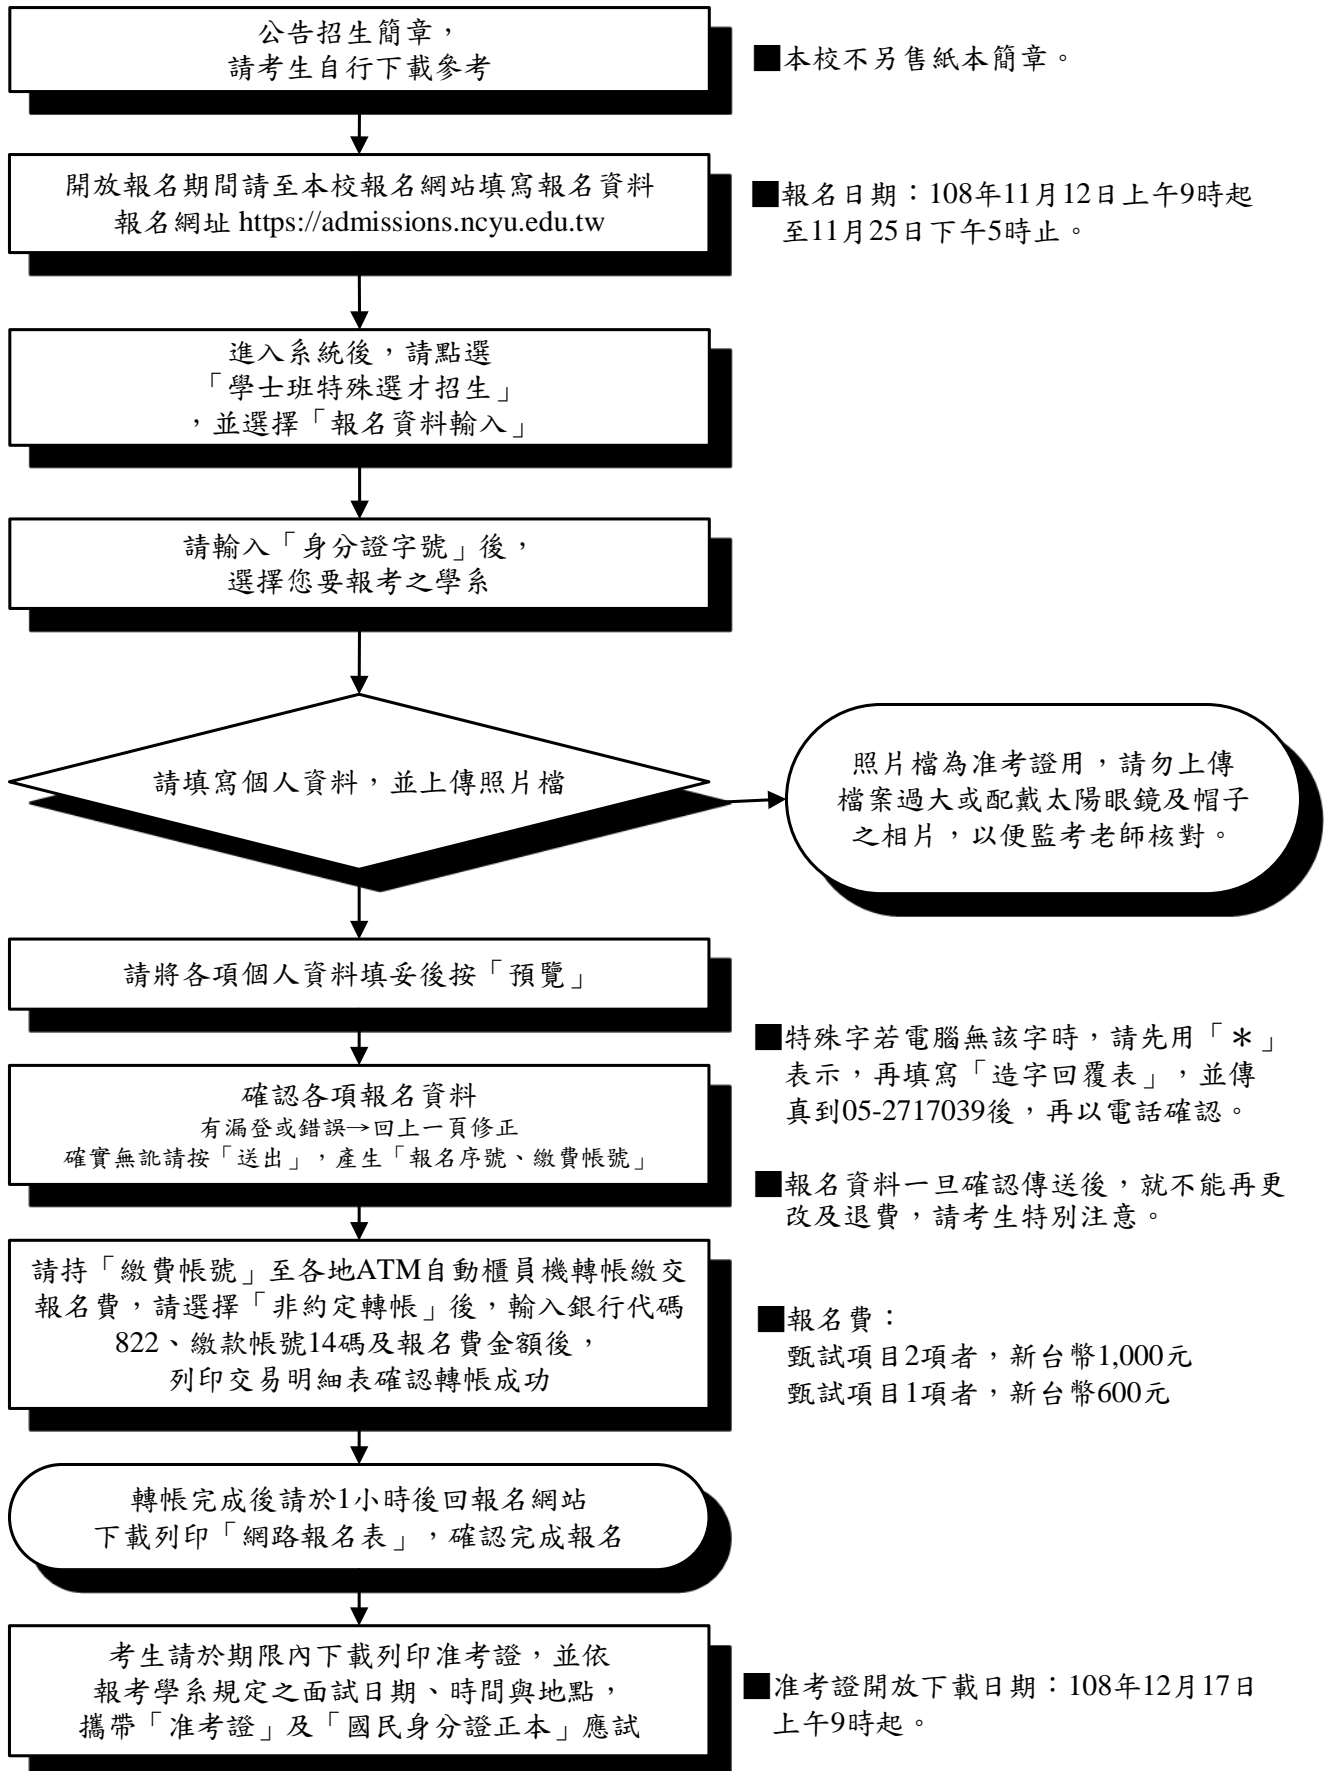 公告招生簡章，
請考生自行下載參考
■本校不另售紙本簡章。
開放報名期間請至本校報名網站填寫報名資料
報名網址 https://admissions.ncyu.edu.tw
■報名日期：108年11月12日上午9時起
至11月25日下午5時止。
進入系統後，請點選
「學士班特殊選才招生」
，並選擇「報名資料輸入」
請輸入「身分證字號」後，
選擇您要報考之學系
請填寫個人資料，並上傳照片檔
照片檔為准考證用，請勿上傳
檔案過大或配戴太陽眼鏡及帽子
之相片，以便監考老師核對。
請將各項個人資料填妥後按「預覽」
■特殊字若電腦無該字時，請先用「＊」
表示，再填寫「造字回覆表」，並傳
真到05-2717039後，再以電話確認。
確認各項報名資料
有漏登或錯誤→回上一頁修正
確實無訛請按「送出」，產生「報名序號、繳費帳號」
■報名資料一旦確認傳送後，就不能再更
改及退費，請考生特別注意。
請持「繳費帳號」至各地ATM自動櫃員機轉帳繳交
報名費，請選擇「非約定轉帳」後，輸入銀行代碼
822、繳款帳號14碼及報名費金額後，
列印交易明細表確認轉帳成功
■報名費：
甄試項目2項者，新台幣1,000元
甄試項目1項者，新台幣600元
轉帳完成後請於1小時後回報名網站
下載列印「網路報名表」，確認完成報名
考生請於期限內下載列印准考證，並依
報考學系規定之面試日期、時間與地點，
攜帶「准考證」及「國民身分證正本」應試
■准考證開放下載日期：108年12月17日
上午9時起。